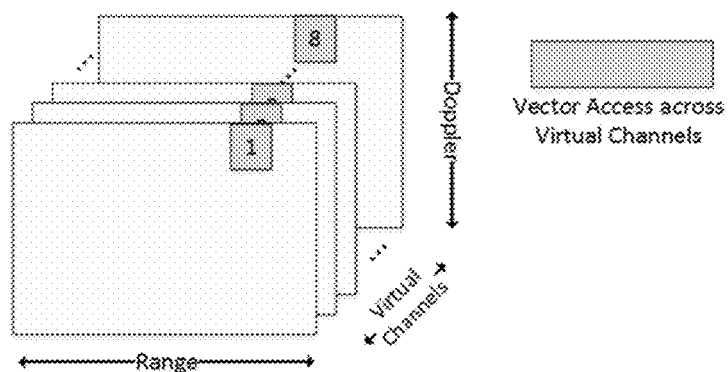 8
1
Doppler
Vector Access across
Virtual Channels
Virtual
Channels
Range